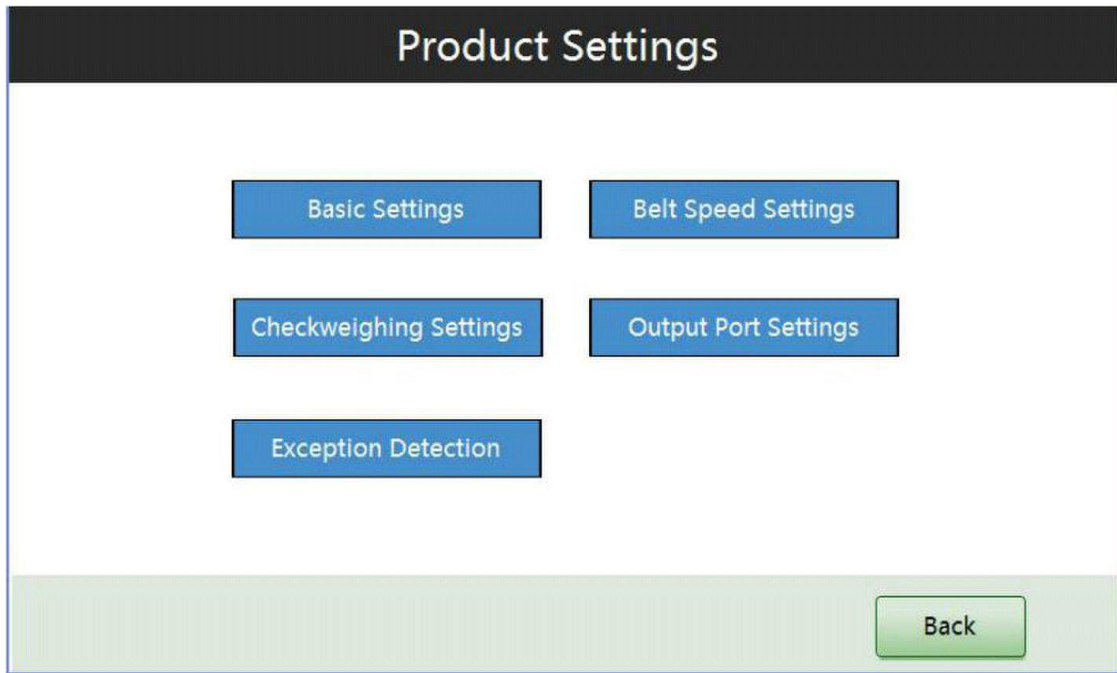 Product Settings
Basic Settings
Belt Speed Settings
Checkweighing Settings
Output Port Settings
Exception Detection
Back